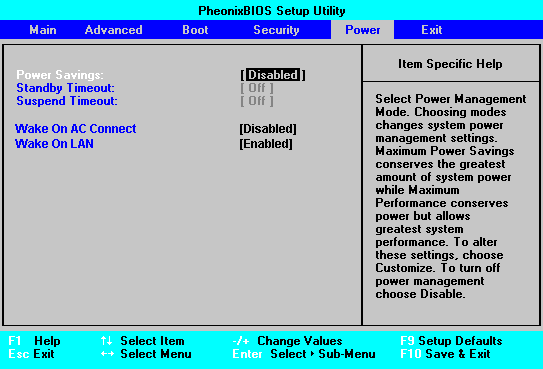 PheonixBIOS Setup Utility
Main Advanced Boot Security Power Exit
Power Savings: [ Disabled ]
Standby Timeout: [ Off ]
Suspend Timeout: [ Off ]
Wake On AC Connect [Disabled]
Wake On LAN [Enabled]
Item Specific Help
Select Power Management
Mode. Choosing modes
changes system power
management settings.
Maximum Power Savings
conserves the greatest
amount of system power
while Maximum
Performance conserves
power but allows
greatest system
performance. To alter
these settings, choose
Customize. To turn off
power management
choose Disable.
F1 Help ↑↓ Select Item -/+ Change Values F9 Setup Defaults
Esc Exit ←→ Select Menu Enter Select ▸ Sub-Menu F10 Save & Exit